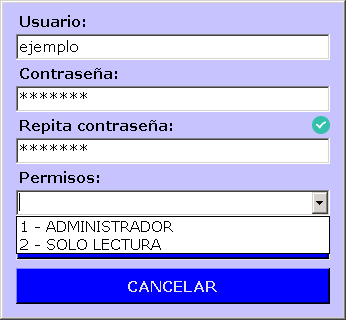 Usuario:
ejemplo
Contraseña:
*******
Repita contraseña:
*******
Permisos:
1 - ADMINISTRADOR
2 - SOLO LECTURA
CANCELAR